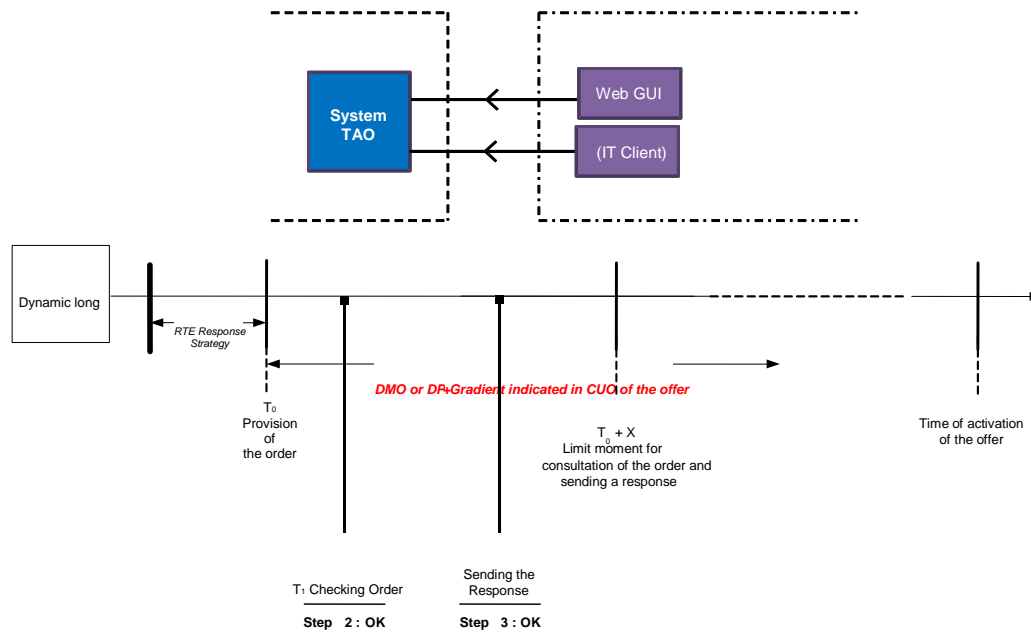 System
TAO
Web GUI
(IT Client)
Dynamic long
RTE Response
Strategy
DMO or DP+Gradient indicated in CUO of the offer
T₀
Provision
of
the order
T₀ + X
Limit moment for
consultation of the order and
sending a response
Time of activation
of the offer
T₁ Checking Order
Step 2 : OK
Sending the
Response
Step 3 : OK